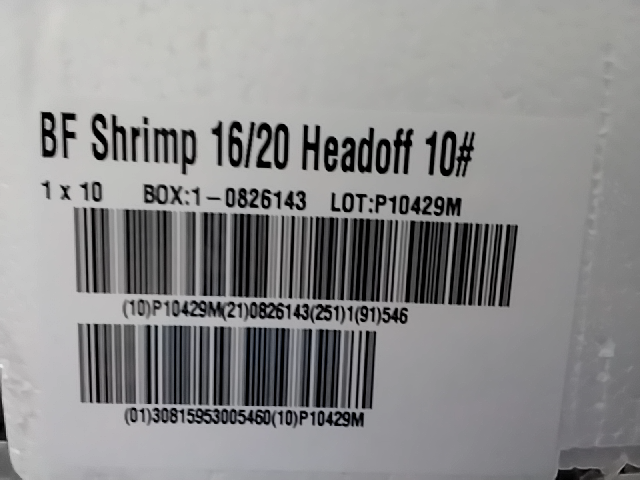 BF Shrimp 16/20 Headoff 10#
1 x 10 BOX:1-0826143 LOT:P10429M
(10)P10429M(21)0826143(251)1(91)546
(01)30815953005460(10)P10429M